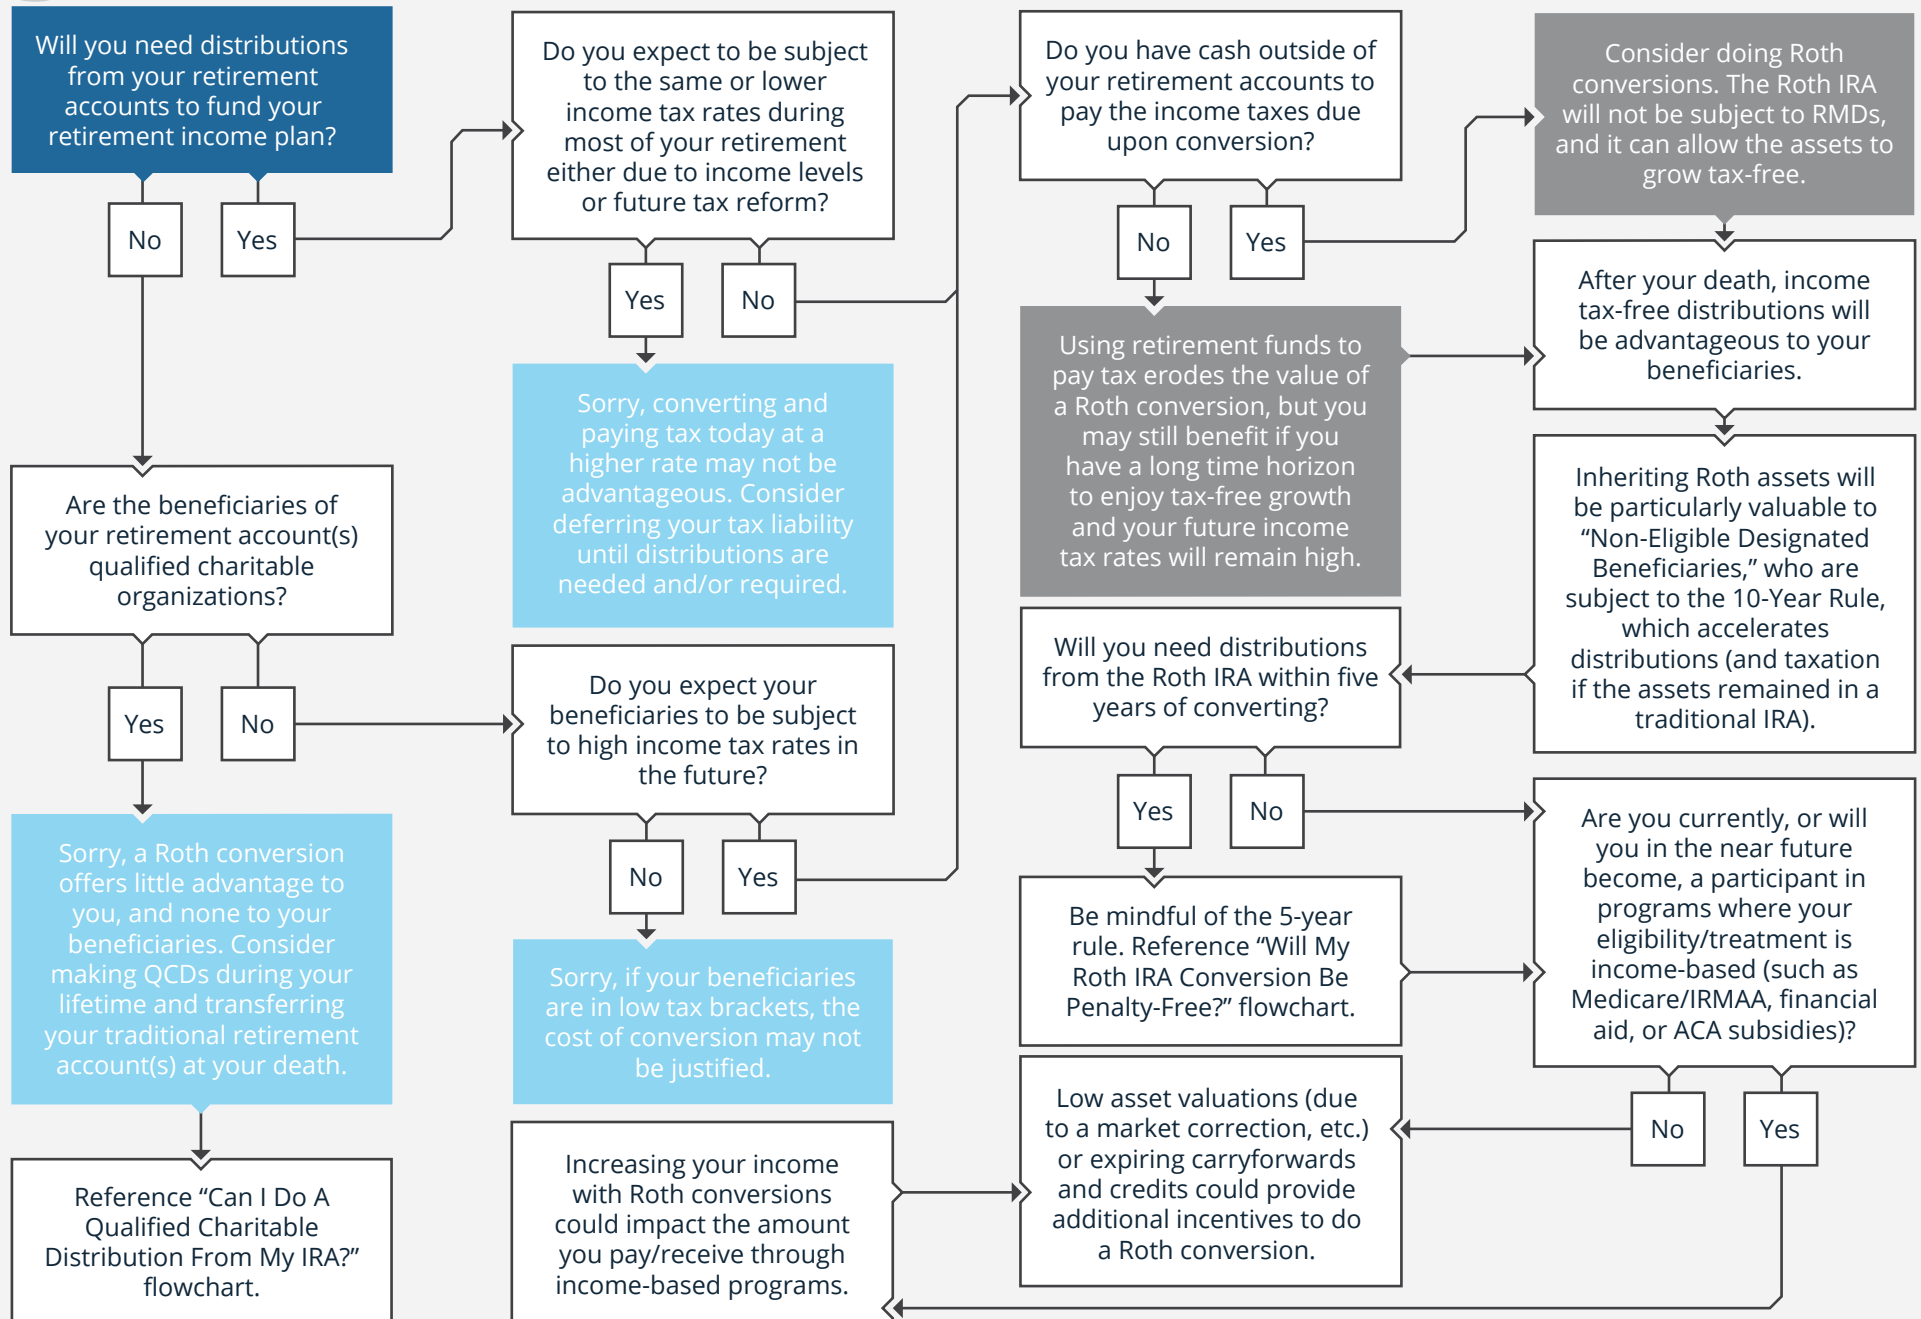 Will you need distributions
from your retirement
accounts to fund your
retirement income plan?
No
Yes
Are the beneficiaries of
your retirement account(s)
qualified charitable
organizations?
Yes
No
Sorry, a Roth conversion
offers little advantage to
you, and none to your
beneficiaries. Consider
making QCDs during your
lifetime and transferring
your traditional retirement
account(s) at your death.
Reference “Can I Do A
Qualified Charitable
Distribution From My IRA?”
flowchart.
Do you expect to be subject
to the same or lower
income tax rates during
most of your retirement
either due to income levels
or future tax reform?
Yes
No
Sorry, converting and
paying tax today at a
higher rate may not be
advantageous. Consider
deferring your tax liability
until distributions are
needed and/or required.
Do you expect your
beneficiaries to be subject
to high income tax rates in
the future?
No
Yes
Sorry, if your beneficiaries
are in low tax brackets, the
cost of conversion may not
be justified.
Increasing your income
with Roth conversions
could impact the amount
you pay/receive through
income-based programs.
Do you have cash outside of
your retirement accounts to
pay the income taxes due
upon conversion?
No
Yes
Using retirement funds to
pay tax erodes the value of
a Roth conversion, but you
may still benefit if you
have a long time horizon
to enjoy tax-free growth
and your future income
tax rates will remain high.
Will you need distributions
from the Roth IRA within five
years of converting?
Yes
No
Be mindful of the 5-year
rule. Reference “Will My
Roth IRA Conversion Be
Penalty-Free?” flowchart.
Low asset valuations (due
to a market correction, etc.)
or expiring carryforwards
and credits could provide
additional incentives to do
a Roth conversion.
Consider doing Roth
conversions. The Roth IRA
will not be subject to RMDs,
and it can allow the assets to
grow tax-free.
After your death, income
tax-free distributions will
be advantageous to your
beneficiaries.
Inheriting Roth assets will
be particularly valuable to
“Non-Eligible Designated
Beneficiaries,” who are
subject to the 10-Year Rule,
which accelerates
distributions (and taxation
if the assets remained in a
traditional IRA).
Are you currently, or will
you in the near future
become, a participant in
programs where your
eligibility/treatment is
income-based (such as
Medicare/IRMAA, financial
aid, or ACA subsidies)?
No
Yes